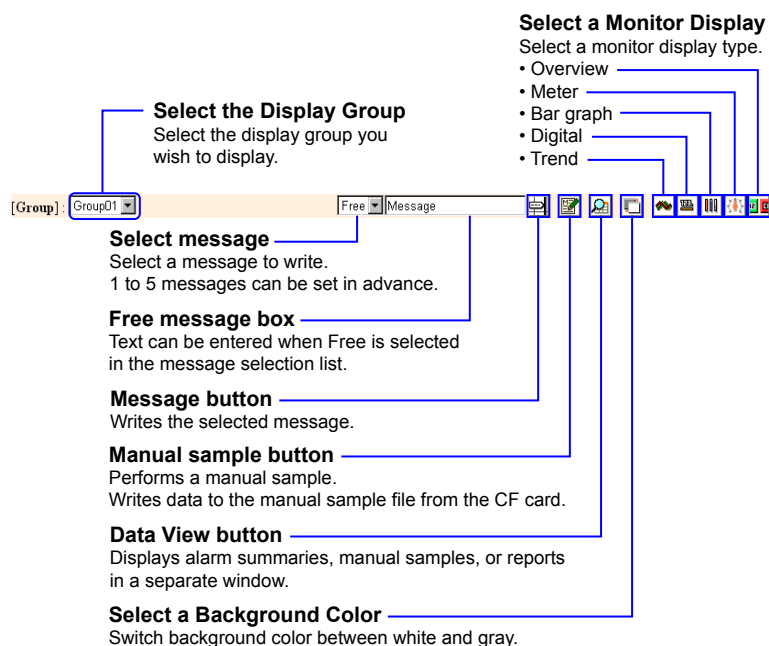 Select a Monitor Display
Select a monitor display type.
• Overview
• Meter
• Bar graph
• Digital
• Trend
Select the Display Group
Select the display group you
wish to display.
[Group] : Group01 Free Message
Select message
Select a message to write.
1 to 5 messages can be set in advance.
Free message box
Text can be entered when Free is selected
in the message selection list.
Message button
Writes the selected message.
Manual sample button
Performs a manual sample.
Writes data to the manual sample file from the CF card.
Data View button
Displays alarm summaries, manual samples, or reports
in a separate window.
Select a Background Color
Switch background color between white and gray.